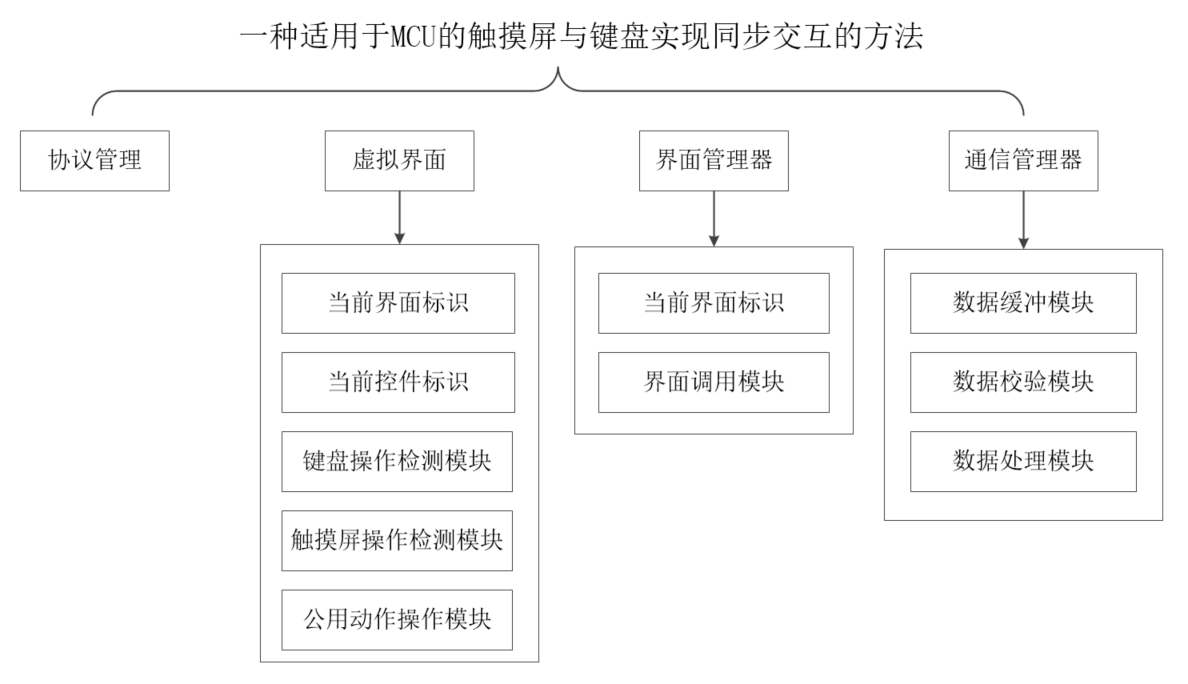 一种适用于MCU的触摸屏与键盘实现同步交互的方法
协议管理
虚拟界面
界面管理器
通信管理器
当前界面标识
当前控件标识
键盘操作检测模块
触摸屏操作检测模块
公用动作操作模块
当前界面标识
界面调用模块
数据缓冲模块
数据校验模块
数据处理模块